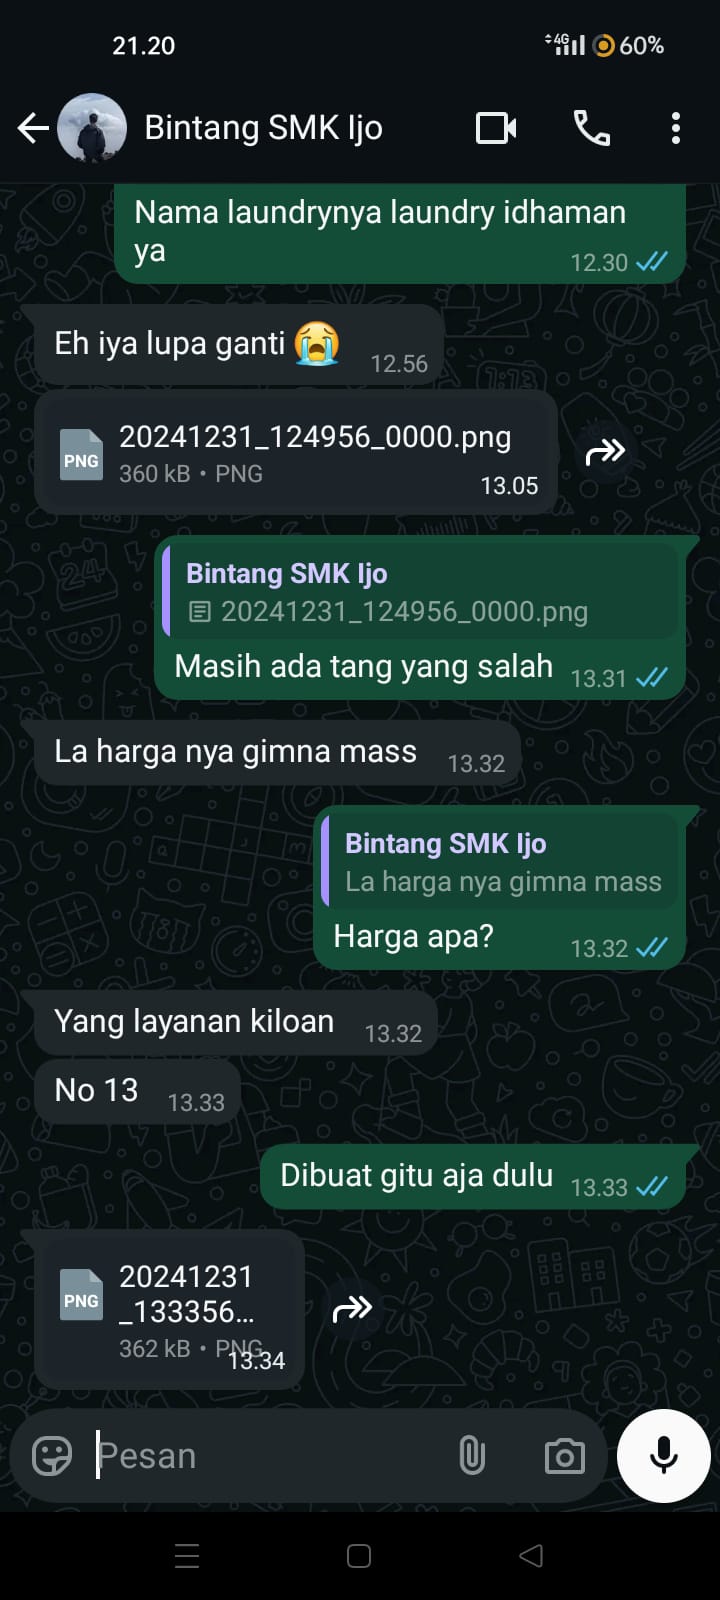 21.20
4G 60%
Bintang SMK Ijo
Nama laundrynya laundry idhaman
ya
12.30
Eh iya lupa ganti 😭
12.56
PNG
20241231_124956_0000.png
360 kB • PNG
13.05
Bintang SMK Ijo
20241231_124956_0000.png
Masih ada tang yang salah
13.31
La harga nya gimna mass
13.32
Bintang SMK Ijo
La harga nya gimna mass
Harga apa?
13.32
Yang layanan kiloan
13.32
No 13
13.33
Dibuat gitu aja dulu
13.33
PNG
20241231
_133356...
362 kB • PNG
13.34
Pesan